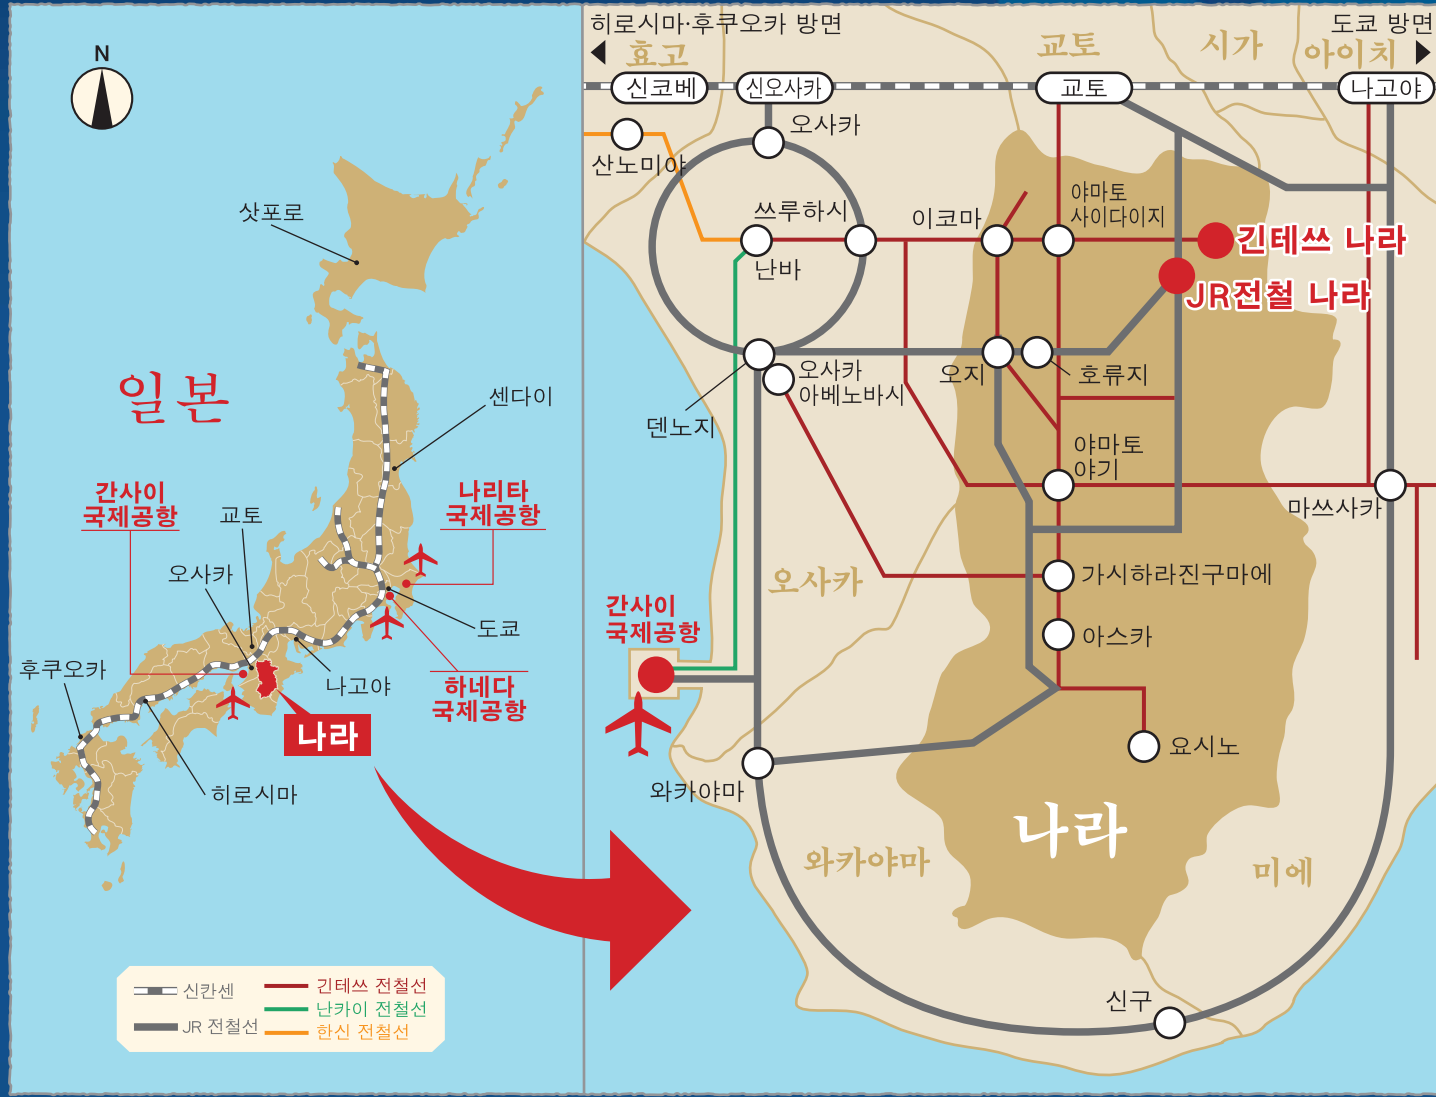 N
삿포로
일본
센다이
간사이
국제공항
나리타
국제공항
교토
오사카
도쿄
후쿠오카
나고야
하네다
국제공항
나라
히로시마
신칸센
JR 전철선
긴테쓰 전철선
난카이 전철선
한신 전철선
히로시마·후쿠오카 방면
도쿄 방면
효고
교토
시가
아이치
신코베
신오사카
교토
나고야
오사카
산노미야
쓰루하시
이코마
야마토
사이다이지
긴테쓰 나라
난바
JR전철 나라
오사카
아베노바시
오지
호류지
덴노지
야마토
야기
마쓰사카
오사카
가시하라진구마에
간사이
국제공항
아스카
요시노
와카야마
나라
와카야마
미에
신구